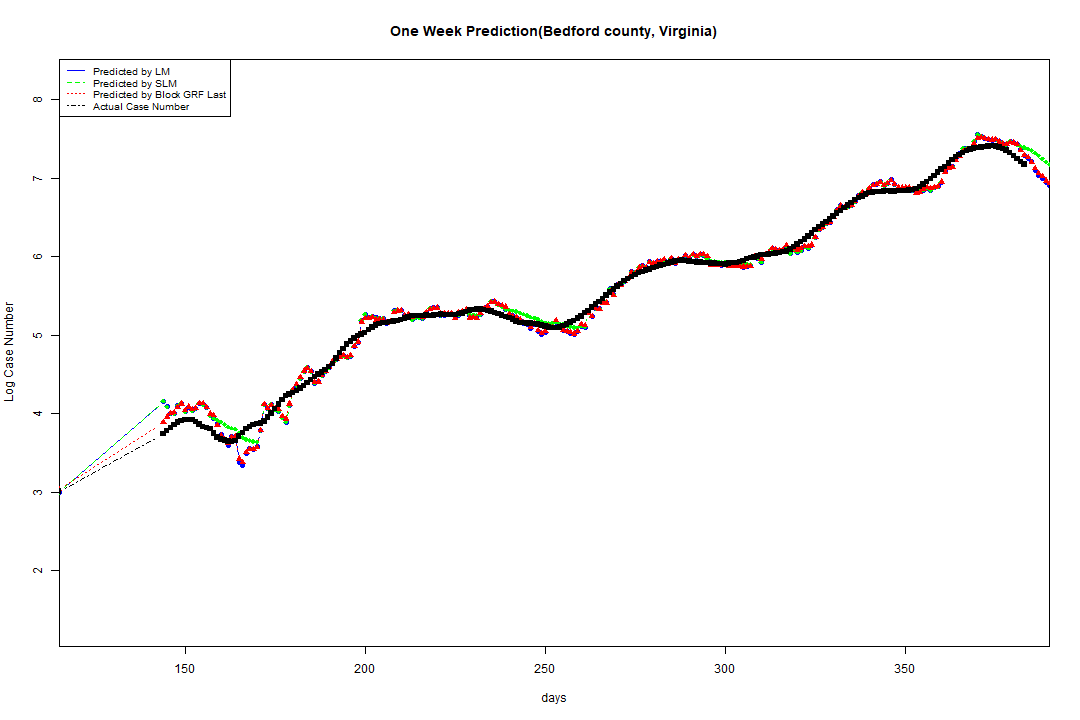 One Week Prediction(Bedford county, Virginia)
Predicted by LM
Predicted by SLM
Predicted by Block GRF Last
Actual Case Number
8
7
6
5
4
3
2
Log Case Number
150 200 250 300 350
days